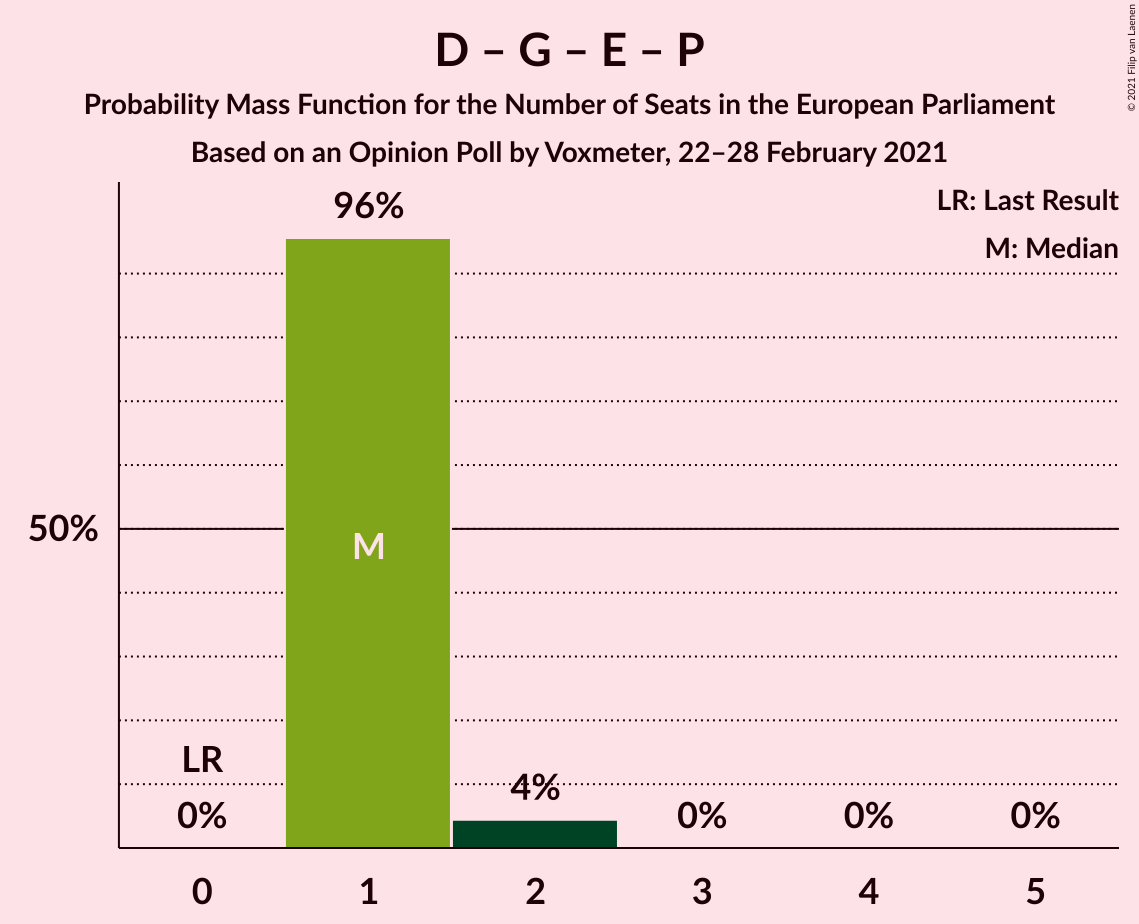 D – G – E – P
Probability Mass Function for the Number of Seats in the European Parliament
Based on an Opinion Poll by Voxmeter, 22–28 February 2021
© 2021 Filip van Laenen
LR: Last Result
M: Median
96%
50%
M
LR
0%
4%
0%
0%
0%
0 1 2 3 4 5